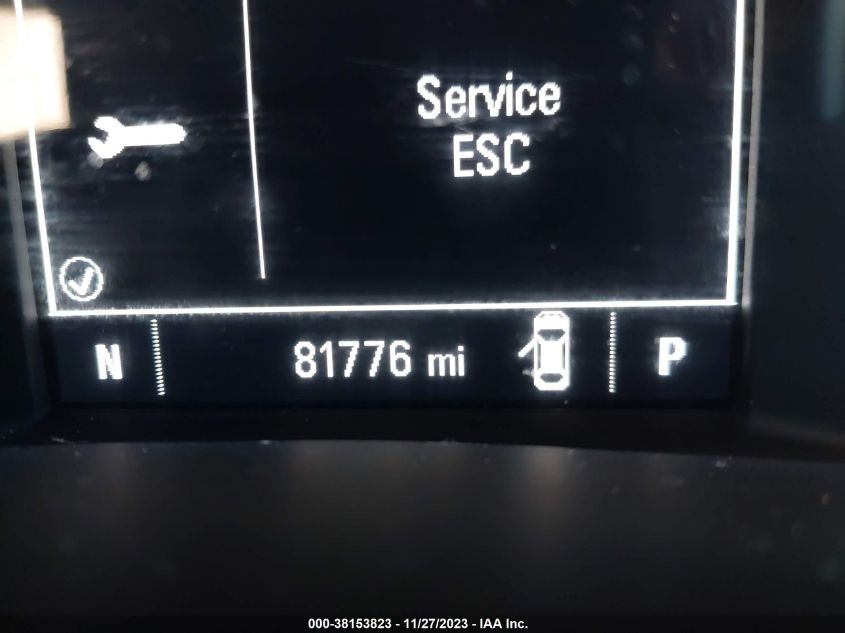 Service
ESC
N 81776 mi P
000-38153823 - 11/27/2023 - IAA Inc.